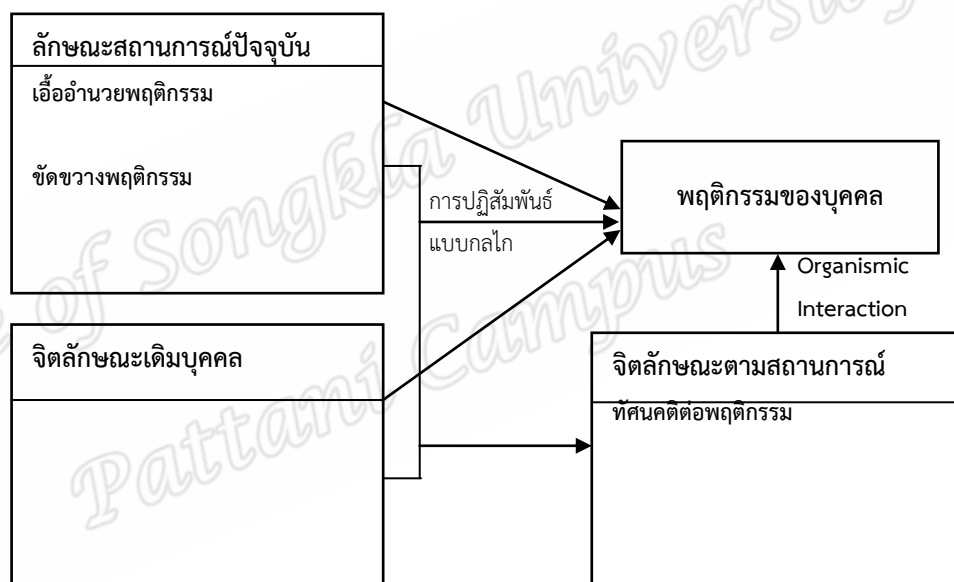 ลักษณะสถานการณ์ปัจจุบัน
เอื้ออำนวยพฤติกรรม
ขัดขวางพฤติกรรม
การปฏิสัมพันธ์
แบบกลไก
พฤติกรรมของบุคคล
Organismic
Interaction
จิตลักษณะเดิมบุคคล
จิตลักษณะตามสถานการณ์
ทัศนคติต่อพฤติกรรม
of Songkla University
Pattani Campus